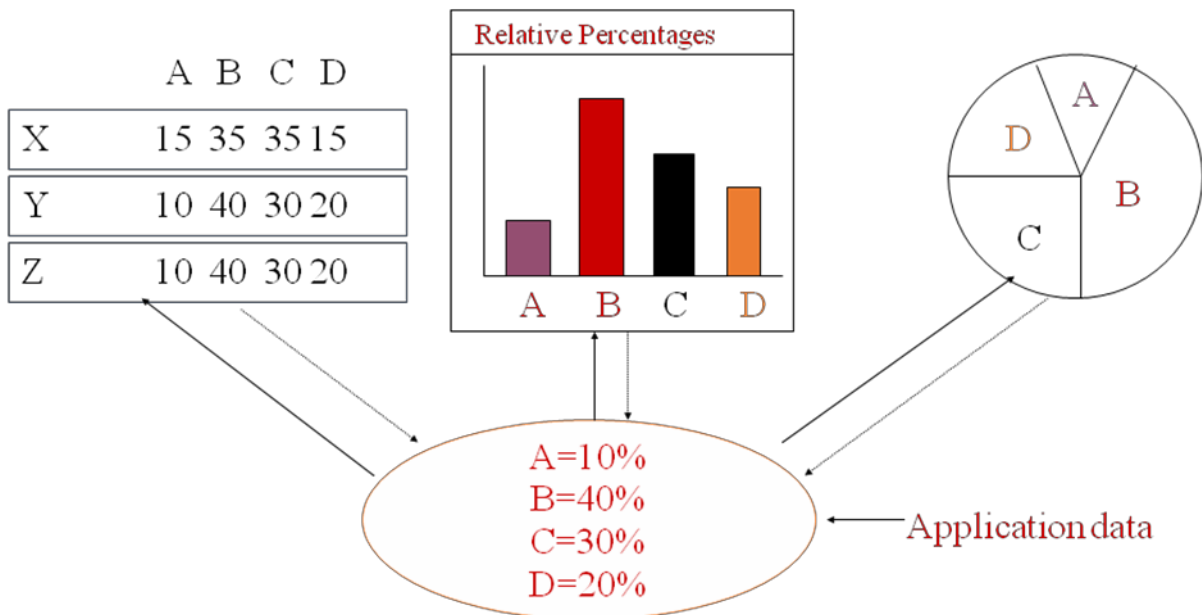 A B C D
X 15 35 35 15
Y 10 40 30 20
Z 10 40 30 20
Relative Percentages
A B C D
A
B
C
D
A=10%
B=40%
C=30%
D=20%
Application data